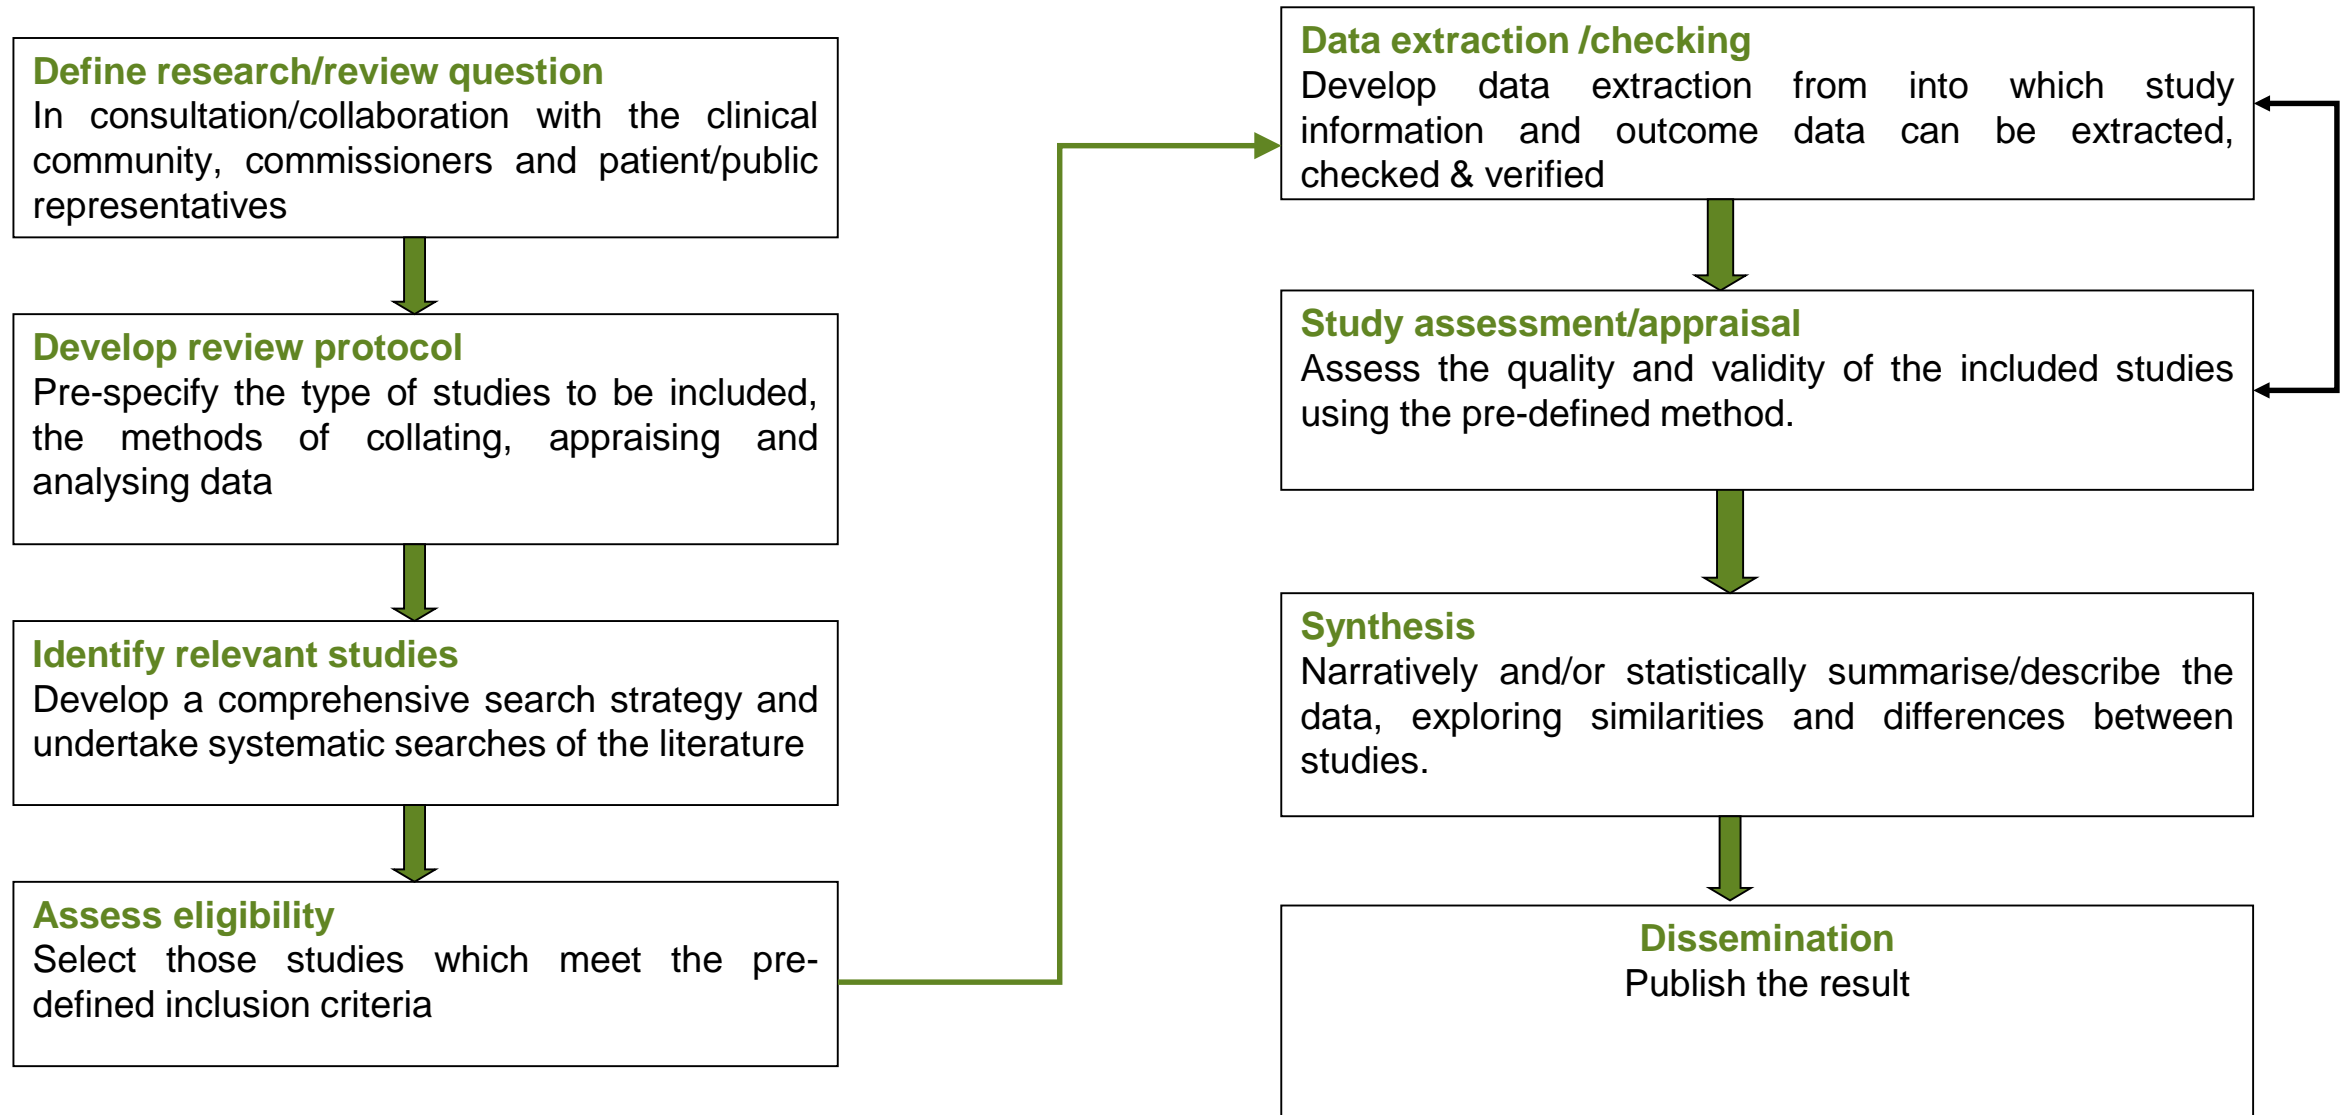 Define research/review question
In consultation/collaboration with the clinical
community, commissioners and patient/public
representatives
Develop review protocol
Pre-specify the type of studies to be included,
the methods of collating, appraising and
analysing data
Identify relevant studies
Develop a comprehensive search strategy and
undertake systematic searches of the literature
Assess eligibility
Select those studies which meet the pre-
defined inclusion criteria
Data extraction /checking
Develop data extraction from into which study
information and outcome data can be extracted,
checked & verified
Study assessment/appraisal
Assess the quality and validity of the included studies
using the pre-defined method.
Synthesis
Narratively and/or statistically summarise/describe the
data, exploring similarities and differences between
studies.
Dissemination
Publish the result